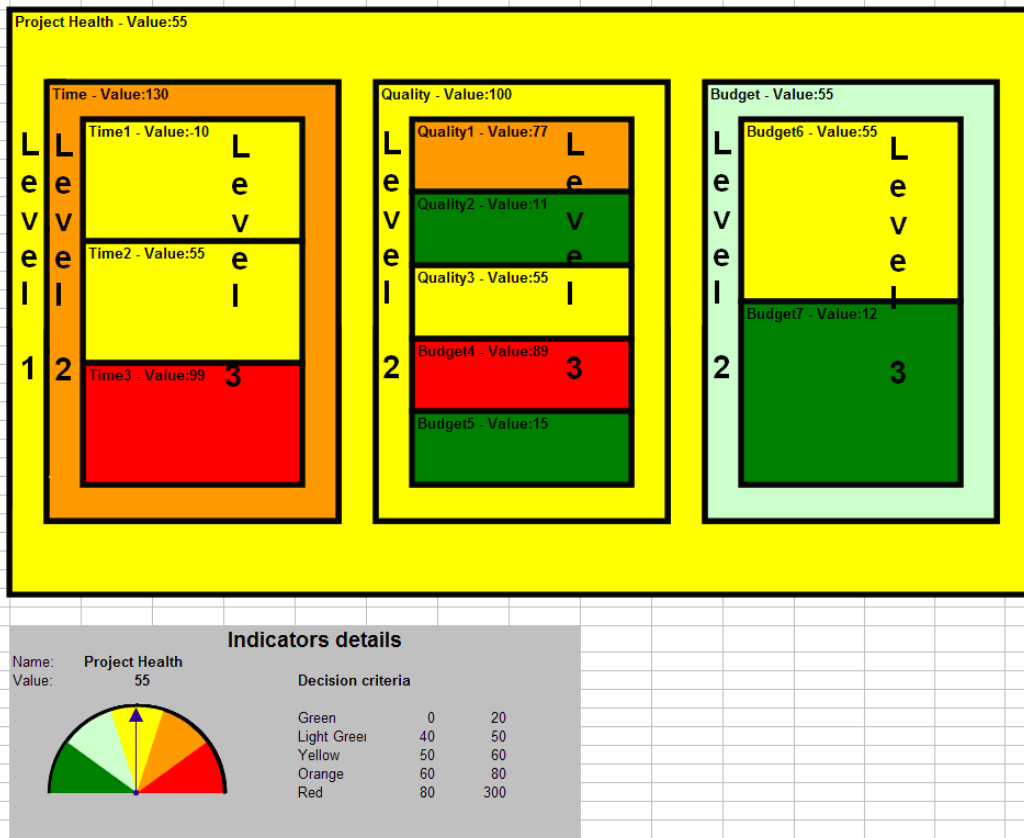 Project Health - Value:55
Level 1
Time - Value:130
Level 2
Time1 - Value:-10
Time2 - Value:55
Time3 - Value:99
Level 3
Quality - Value:100
Level 2
Quality1 - Value:77
Quality2 - Value:11
Quality3 - Value:55
Budget4 - Value:89
Budget5 - Value:15
Level 3
Budget - Value:55
Level 2
Budget6 - Value:55
Budget7 - Value:12
Level 3
Indicators details
Name: Project Health
Value: 55
Decision criteria
Green 0 20
Light Green 40 50
Yellow 50 60
Orange 60 80
Red 80 300